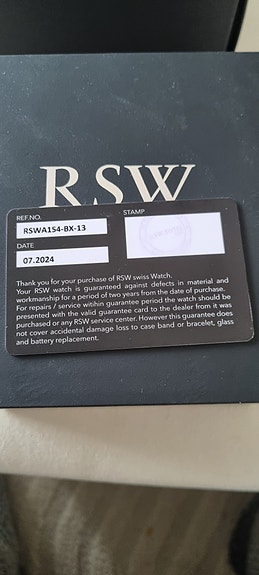 RSW
REF.NO.
STAMP
RSWA154-BX-13
DATE
07.2024
Thank you for your purchase of RSW swiss Watch.
Your RSW watch is guaranteed against defects in material and
workmanship for a period of two years from the date of purchase.
For repairs / service witihin guarantee period the watch should be
presented with the valid guarantee card to the dealer from it was
purchased or any RSW service center. However this guarantee does
not cover accidental damage loss to case band or bracelet, glass
and battery replacement.